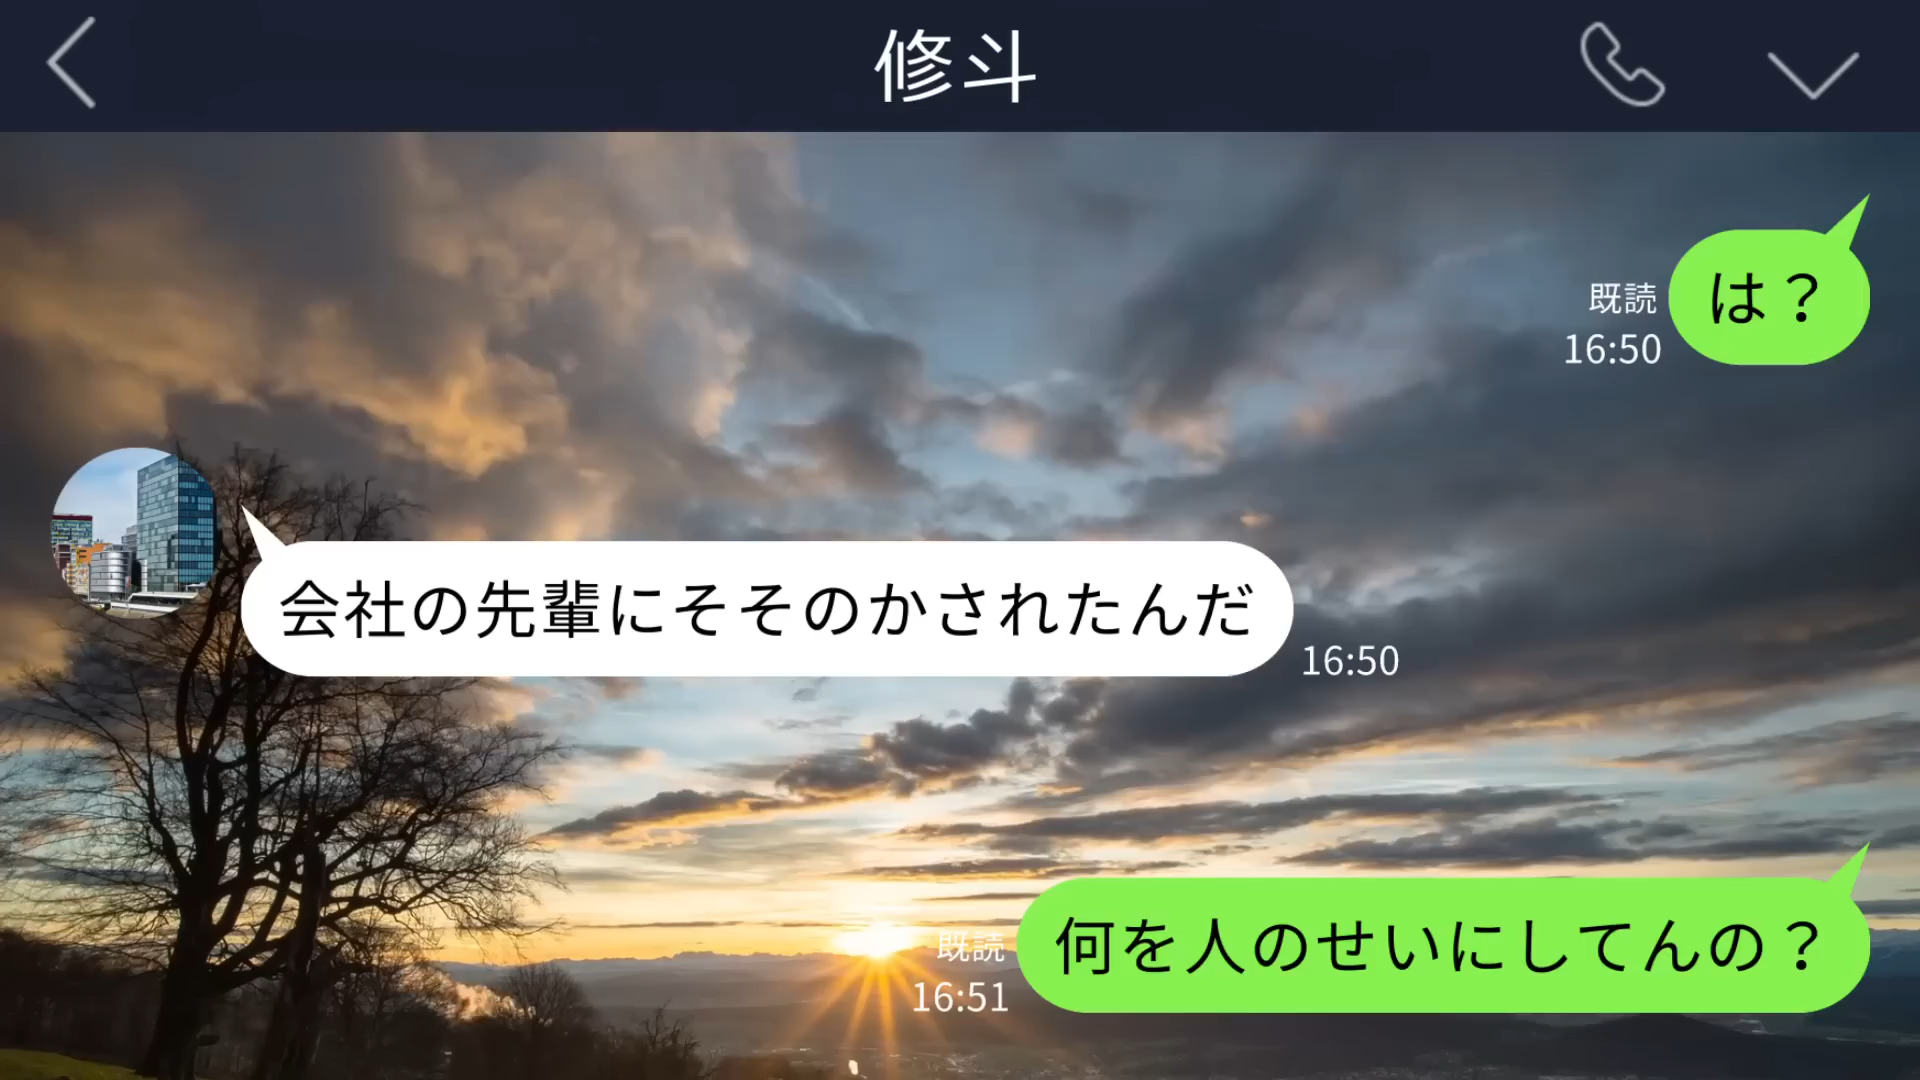 修斗
は？
既読
16:50
会社の先輩にそそのかされたんだ
16:50
何を人のせいにしてんの？
既読
16:51